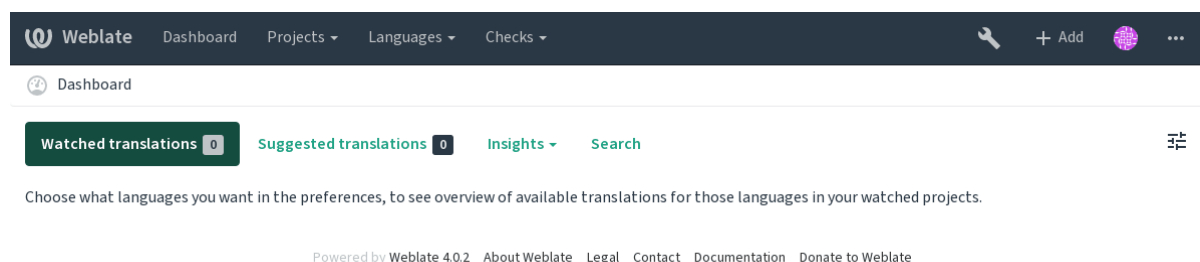 Weblate Dashboard Projects Languages Checks Add
Dashboard
Watched translations 0 Suggested translations 0 Insights Search
Choose what languages you want in the preferences, to see overview of available translations for those languages in your watched projects.
Powered by Weblate 4.0.2 About Weblate Legal Contact Documentation Donate to Weblate